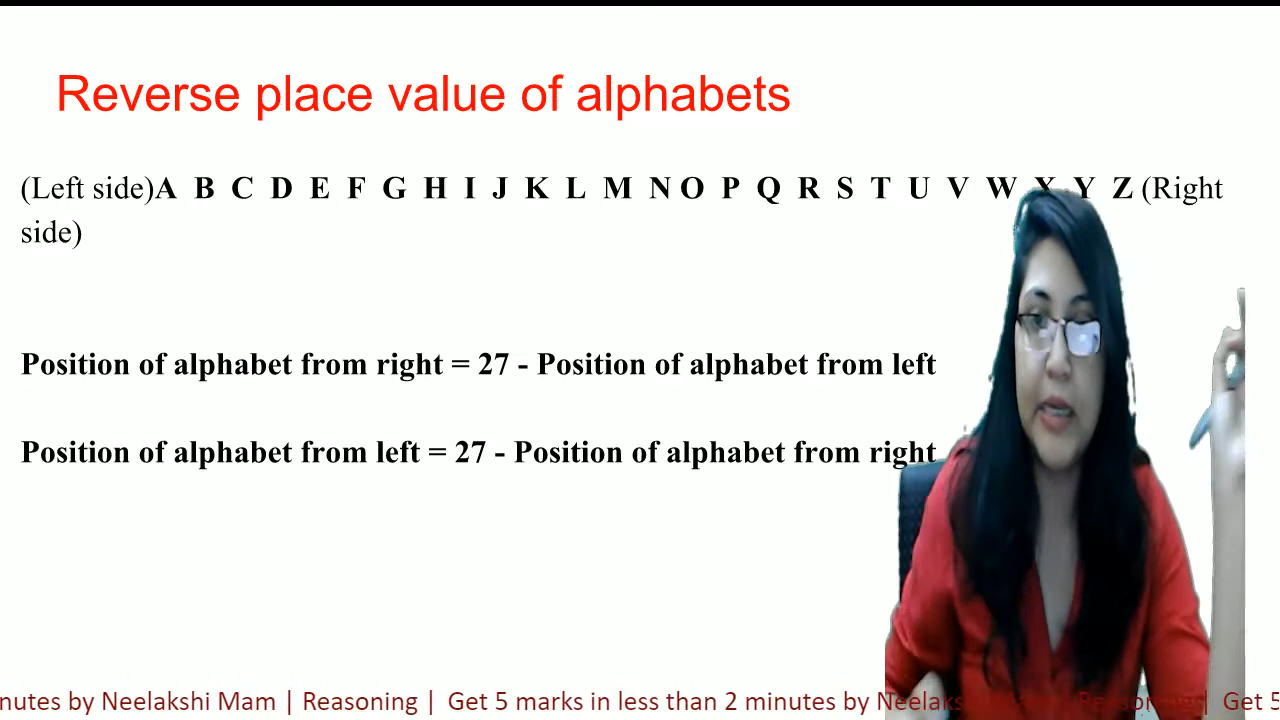 Reverse place value of alphabets
(Left side)A B C D E F G H I J K L M N O P Q R S T U V W X Y Z (Right
side)
Position of alphabet from right = 27 - Position of alphabet from left
Position of alphabet from left = 27 - Position of alphabet from right
nutes by Neelakshi Mam | Reasoning | Get 5 marks in less than 2 minutes by Neelaks Reasoning | Get 5